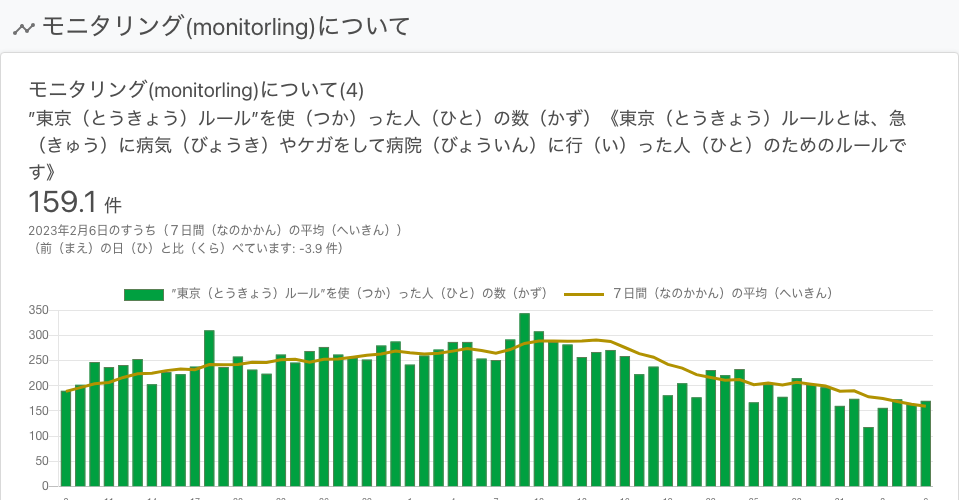 モニタリング(monitorling)について
モニタリング(monitorling)について(4)
”東京（とうきょう）ルール”を使（つか）った人（ひと）の数（かず）《東京（とうきょう）ルールとは、急
（きゅう）に病気（びょうき）やケガをして病院（びょういん）に行（い）った人（ひと）のためのルールで
す》
159.1 件
2023年2月6日のすうち（７日間（なのかかん）の平均（へいきん））
（前（まえ）の日（ひ）と比（くら）べています: -3.9 件）
”東京（とうきょう）ルール”を使（つか）った人（ひと）の数（かず） ７日間（なのかかん）の平均（へいきん）
350
300
250
200
150
100
50
0